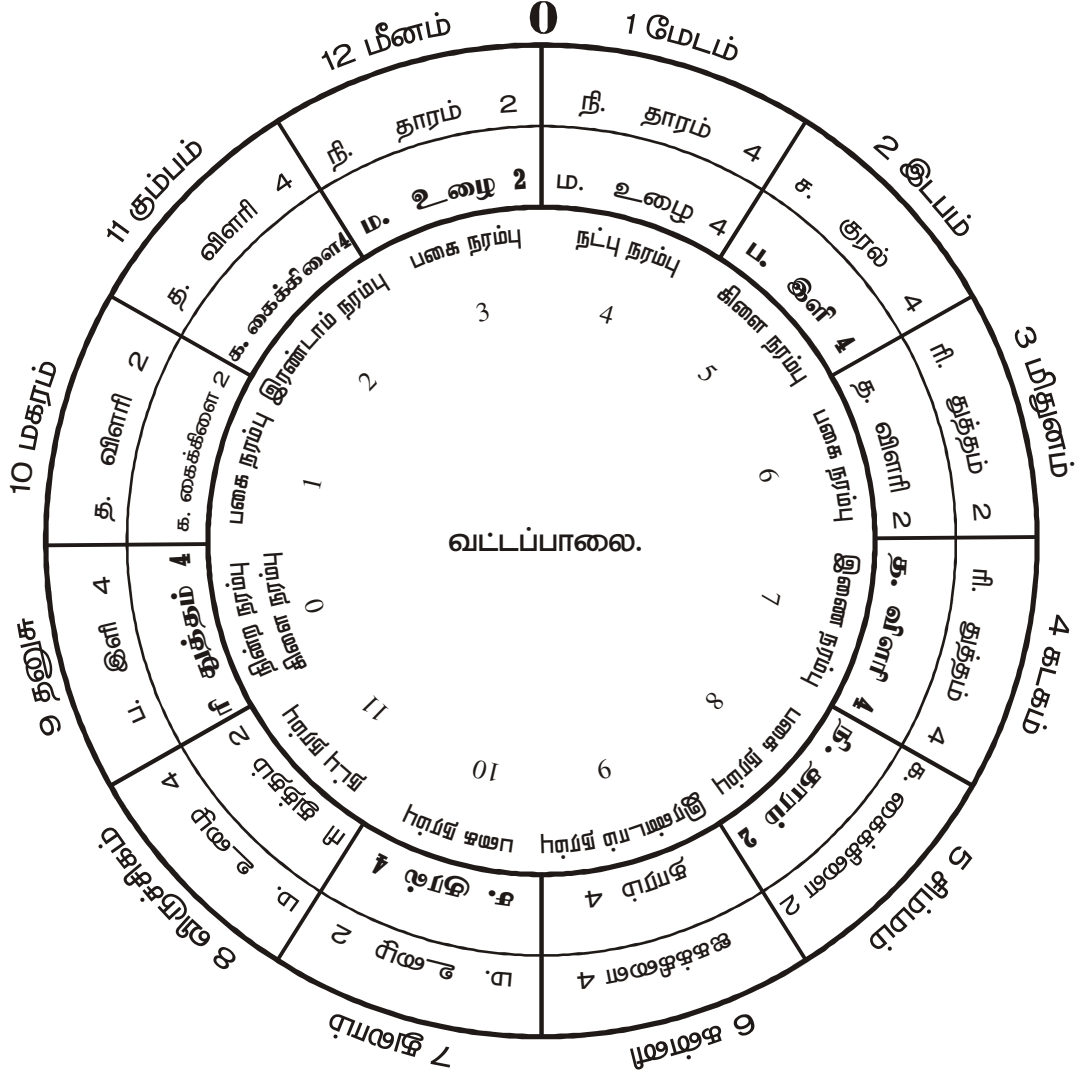 0
1 மேடம்
2 இடபம்
3 மிதுனம்
4 கடகம்
5 சிம்மம்
6 கன்னி
7 துலாம்
8 விருச்சிகம்
9 தனுசு
10 மகரம்
11 கும்பம்
12 மீனம்
நி. தாரம் 4
ச. குரல் 4
ரி. துத்தம் 2
ரி. துத்தம் 4
க. கைக்கிளை 2
கைக்கிளை 4
ம. உழை 2
ம. உழை 4
ப. இளி 4
த. விளரி 2
த. விளரி 4
நி. தாரம் 2
ம. உழை 4
ப. இளி 4
த. விளரி 2
த. விளரி 4
நி. தாரம் 2
தாரம் 4
ச. குரல் 4
ரி துத்தம் 2
ரி துத்தம் 4
க. கைக்கிளை 2
க. கைக்கிளை4
ம. உழை 2
நட்பு நரம்பு
கிளை நரம்பு
பகை நரம்பு
இணை நரம்பு
பகை நரம்பு
இரண்டாம் நரம்பு
பகை நரம்பு
நட்பு நரம்பு
நிறை நரம்பு
கிளை நரம்பு
பகை நரம்பு
இரண்டாம் நரம்பு
பகை நரம்பு
4
5
6
7
8
9
10
11
0
1
2
3
வட்டப்பாலை.